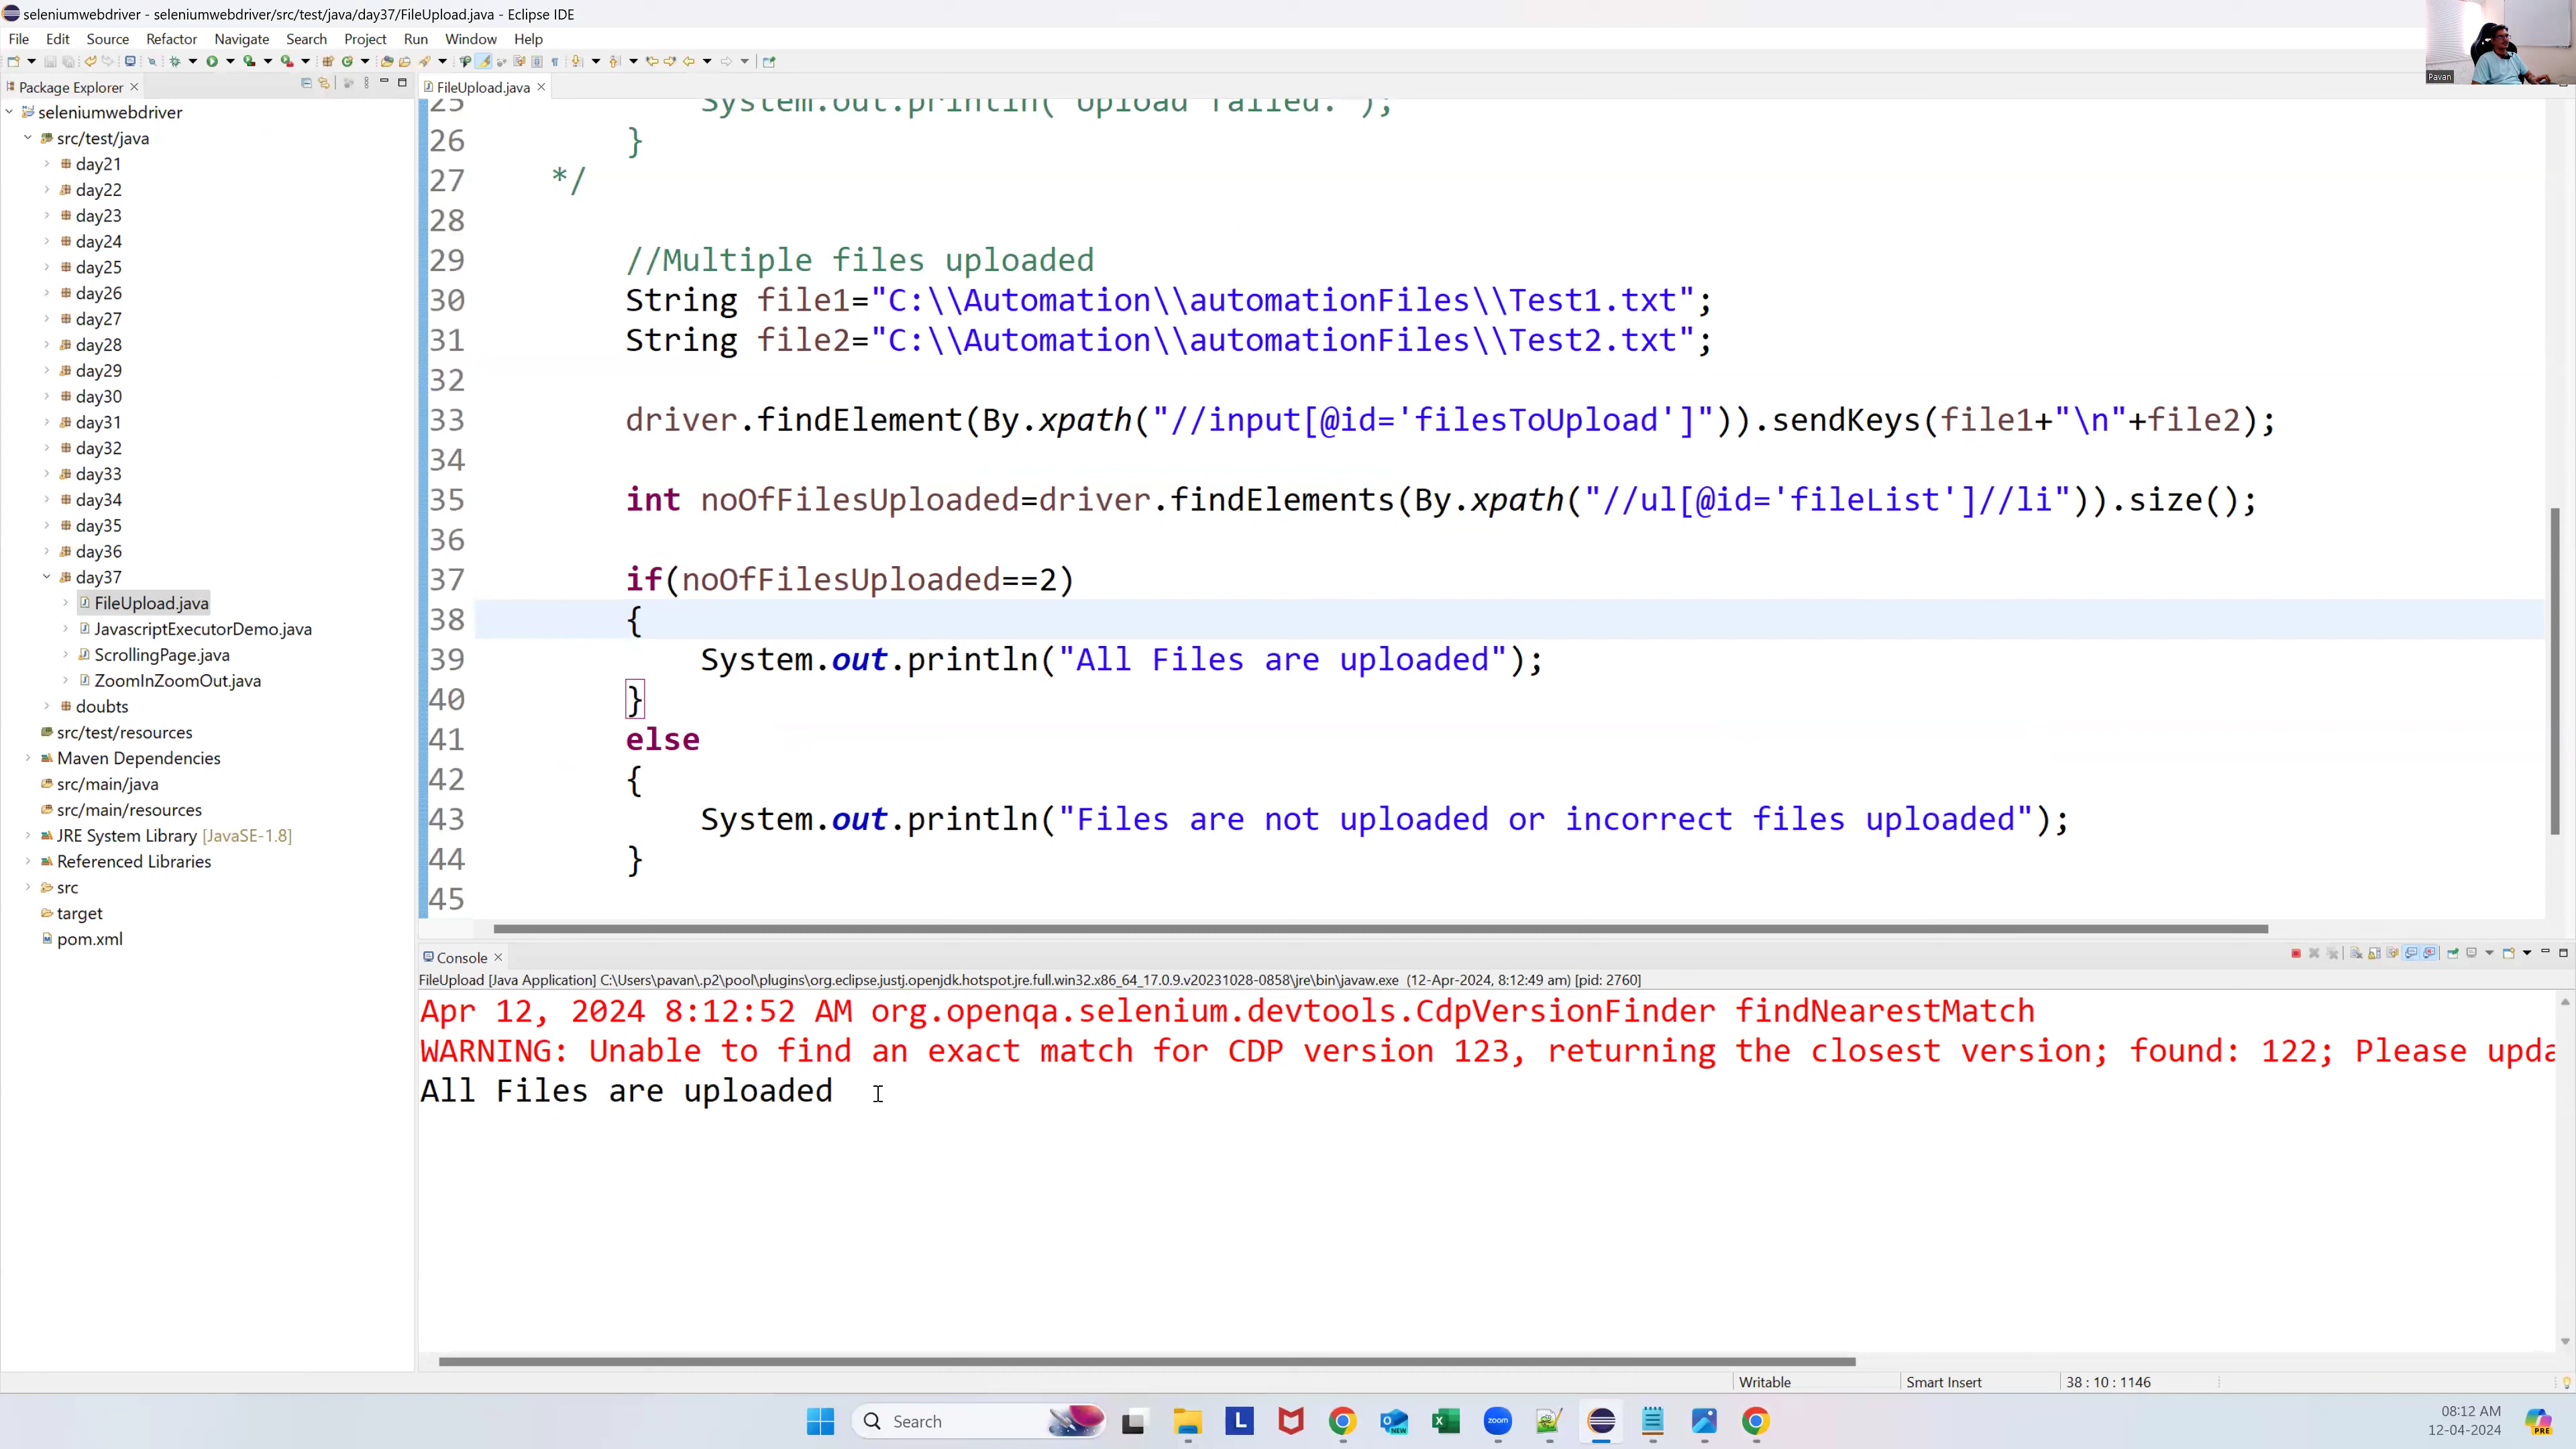 seleniumwebdriver - seleniumwebdriver/src/test/java/day37/FileUpload.java - Eclipse IDE
File Edit Source Refactor Navigate Search Project Run Window Help
Pavan
Package Explorer
FileUpload.java
seleniumwebdriver
src/test/java
day21
day22
day23
day24
day25
day26
day27
day28
day29
day30
day31
day32
day33
day34
day35
day36
day37
FileUpload.java
JavascriptExecutorDemo.java
ScrollingPage.java
ZoomInZoomOut.java
doubts
src/test/resources
Maven Dependencies
src/main/java
src/main/resources
JRE System Library [JavaSE-1.8]
Referenced Libraries
src
target
pom.xml
25 System.out.println("Upload failed.");
26 }
27 */
28
29 //Multiple files uploaded
30 String file1="C:\\Automation\\automationFiles\\Test1.txt";
31 String file2="C:\\Automation\\automationFiles\\Test2.txt";
32
33 driver.findElement(By.xpath("//input[@id='filesToUpload']")).sendKeys(file1+"\n"+file2);
34
35 int noOfFilesUploaded=driver.findElements(By.xpath("//ul[@id='fileList']//li")).size();
36
37 if(noOfFilesUploaded==2)
38 {
39 System.out.println("All Files are uploaded");
40 }
41 else
42 {
43 System.out.println("Files are not uploaded or incorrect files uploaded");
44 }
45
Console
FileUpload [Java Application] C:\Users\pavan\.p2\pool\plugins\org.eclipse.justj.openjdk.hotspot.jre.full.win32.x86_64_17.0.9.v20231028-0858\jre\bin\javaw.exe (12-Apr-2024, 8:12:49 am) [pid: 2760]
Apr 12, 2024 8:12:52 AM org.openqa.selenium.devtools.CdpVersionFinder findNearestMatch
WARNING: Unable to find an exact match for CDP version 123, returning the closest version; found: 122; Please upda
All Files are uploaded
Writable Smart Insert 38 : 10 : 1146
Search
L
NEW
zoom
08:12 AM
12-04-2024
PRE